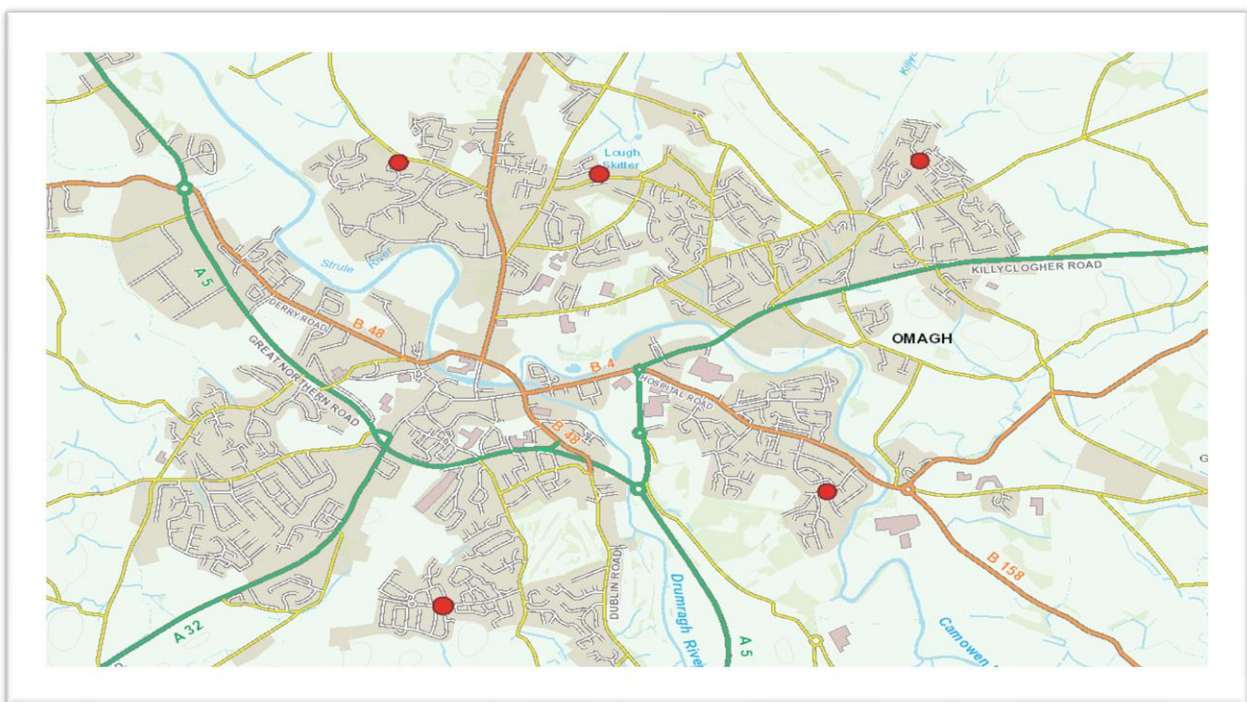 Lough
Skitter
A 5
Strule River
KILLYCLOGHER ROAD
DERRY ROAD
B 48
OMAGH
GREAT NORTHERN ROAD
B 4
HOSPITAL ROAD
B 48
B 158
DUBLIN ROAD
Drumragh River
A 32
A 5
Camowen